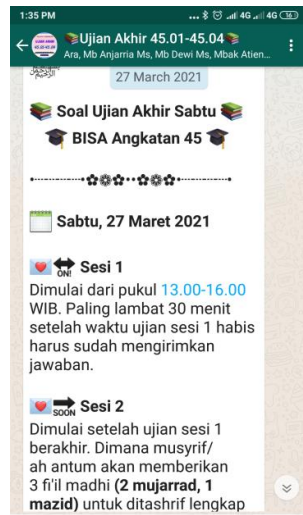 1:35 PM
... 4G 4G 16
Ujian Akhir 45.01-45.04
Ara, Mb Anjarria Ms, Mb Dewi Ms, Mbak Atien...
27 March 2021
📚 Soal Ujian Akhir Sabtu 📚
🎓 BISA Angkatan 45 🎓
Sabtu, 27 Maret 2021
ON! Sesi 1
Dimulai dari pukul 13.00-16.00
WIB. Paling lambat 30 menit
setelah waktu ujian sesi 1 habis
harus sudah mengirimkan
jawaban.
SOON Sesi 2
Dimulai setelah ujian sesi 1
berakhir. Dimana musyrif/
ah antum akan memberikan
3 fi'il madhi (2 mujarrad, 1
mazid) untuk ditashrif lengkap